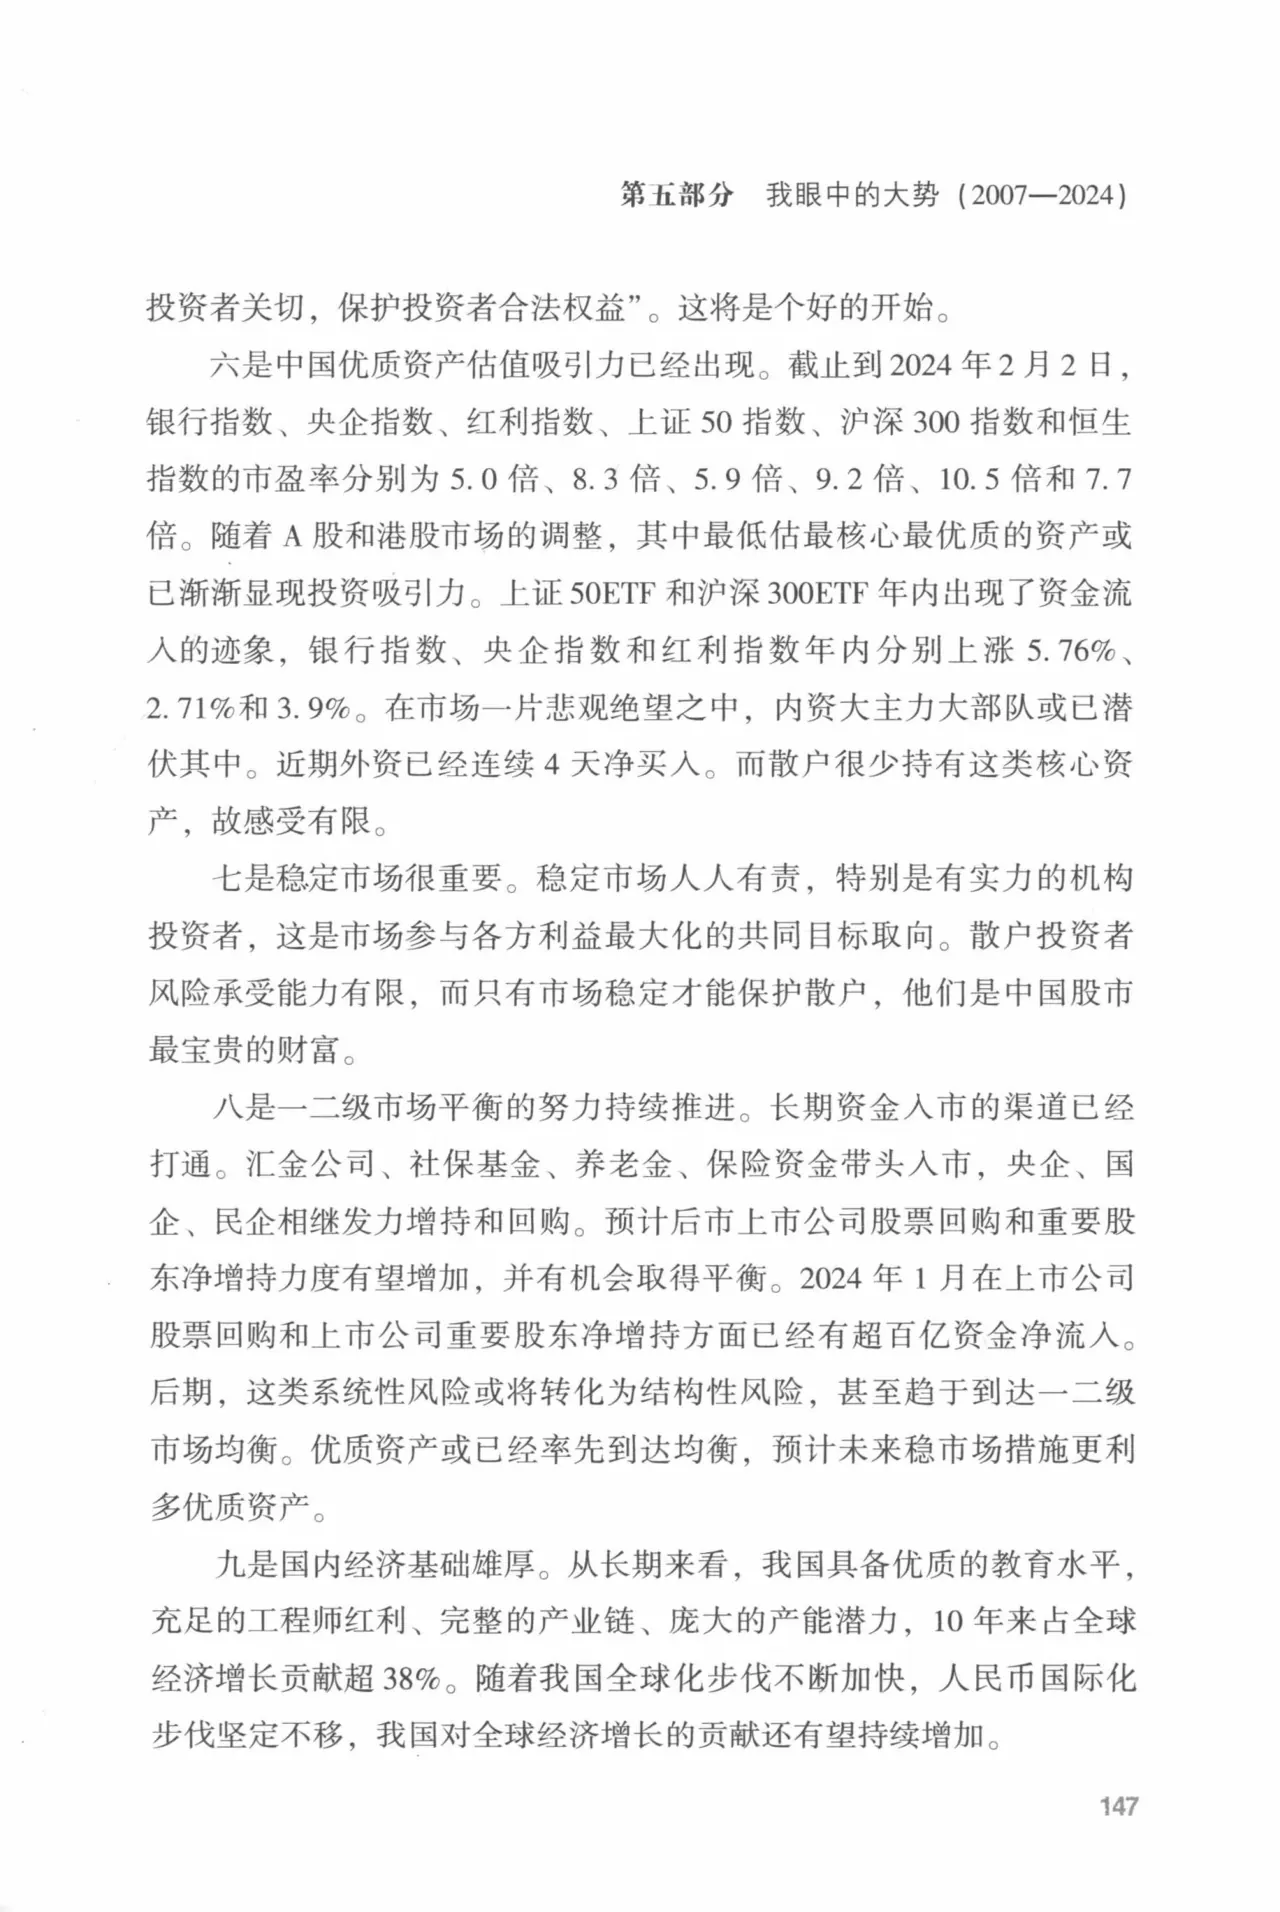 第五部分 我眼中的大势（2007—2024）
投资者关切，保护投资者合法权益”。这将是个好的开始。
六是中国优质资产估值吸引力已经出现。截止到2024年2月2日，
银行指数、央企指数、红利指数、上证50指数、沪深300指数和恒生
指数的市盈率分别为5.0倍、8.3倍、5.9倍、9.2倍、10.5倍和7.7
倍。随着A股和港股市场的调整，其中最低估最核心最优质的资产或
已渐渐显现投资吸引力。上证50ETF和沪深300ETF年内出现了资金流
入的迹象，银行指数、央企指数和红利指数年内分别上涨5.76%、
2.71%和3.9%。在市场一片悲观绝望之中，内资大主力大部队或已潜
伏其中。近期外资已经连续4天净买入。而散户很少持有这类核心资
产，故感受有限。
七是稳定市场很重要。稳定市场人人有责，特别是有实力的机构
投资者，这是市场参与各方利益最大化的共同目标取向。散户投资者
风险承受能力有限，而只有市场稳定才能保护散户，他们是中国股市
最宝贵的财富。
八是一二级市场平衡的努力持续推进。长期资金入市的渠道已经
打通。汇金公司、社保基金、养老金、保险资金带头入市，央企、国
企、民企相继发力增持和回购。预计后市上市公司股票回购和重要股
东净增持力度有望增加，并有机会取得平衡。2024年1月在上市公司
股票回购和上市公司重要股东净增持方面已经有超百亿资金净流入。
后期，这类系统性风险或将转化为结构性风险，甚至趋于到达一二级
市场均衡。优质资产或已经率先到达均衡，预计未来稳市场措施更利
多优质资产。
九是国内经济基础雄厚。从长期来看，我国具备优质的教育水平，
充足的工程师红利、完整的产业链、庞大的产能潜力，10年来占全球
经济增长贡献超38%。随着我国全球化步伐不断加快，人民币国际化
步伐坚定不移，我国对全球经济增长的贡献还有望持续增加。
147